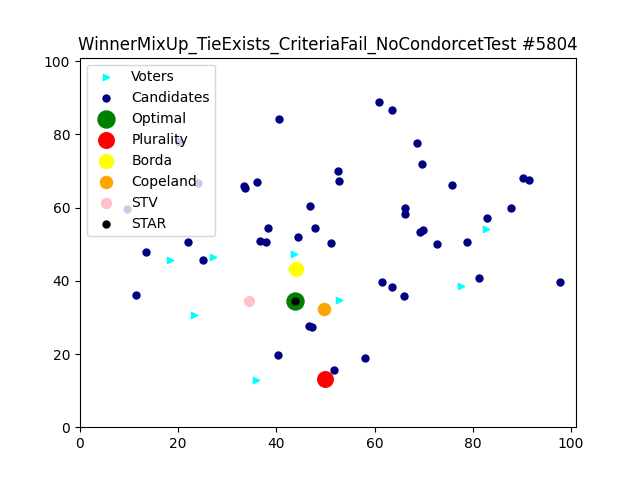 WinnerMixUp_TieExists_CriteriaFail_NoCondorcetTest #5804
100
80
60
40
20
0
Voters
Candidates
Optimal
Plurality
Borda
Copeland
STV
STAR
0 20 40 60 80 100